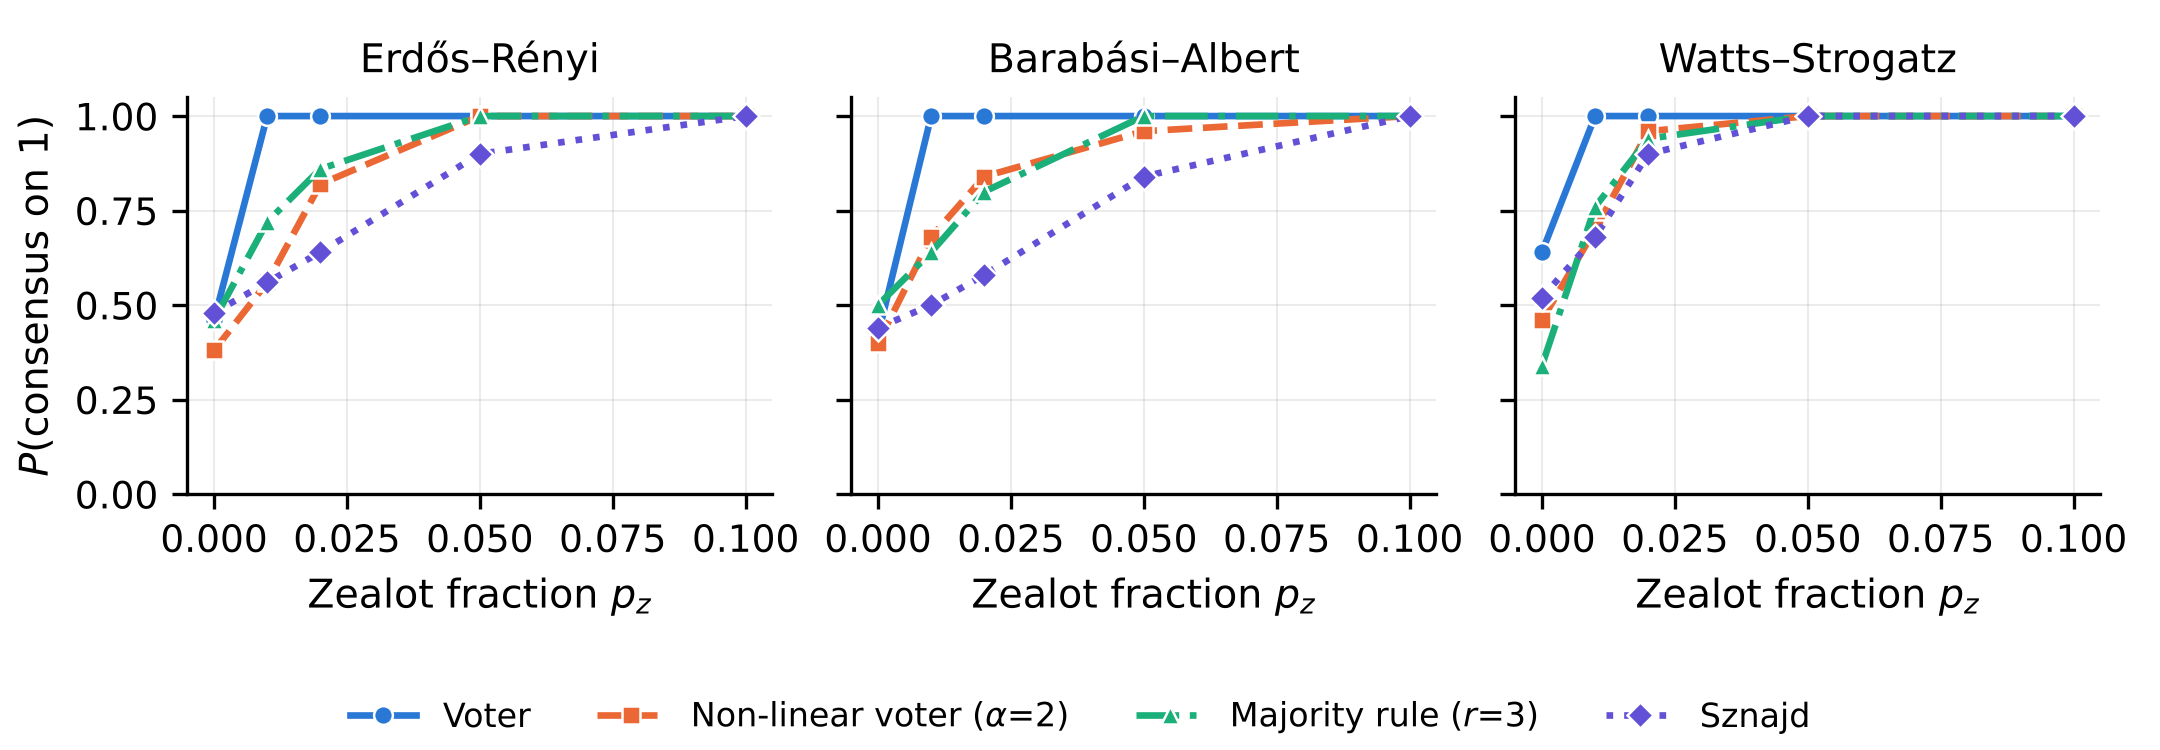 Erdős–Rényi
Barabási–Albert
Watts–Strogatz
P(consensus on 1)
1.00
0.75
0.50
0.25
0.00
0.000 0.025 0.050 0.075 0.100
0.000 0.025 0.050 0.075 0.100
0.000 0.025 0.050 0.075 0.100
Zealot fraction p_z
Zealot fraction p_z
Zealot fraction p_z
Voter
Non-linear voter (α=2)
Majority rule (r=3)
Sznajd